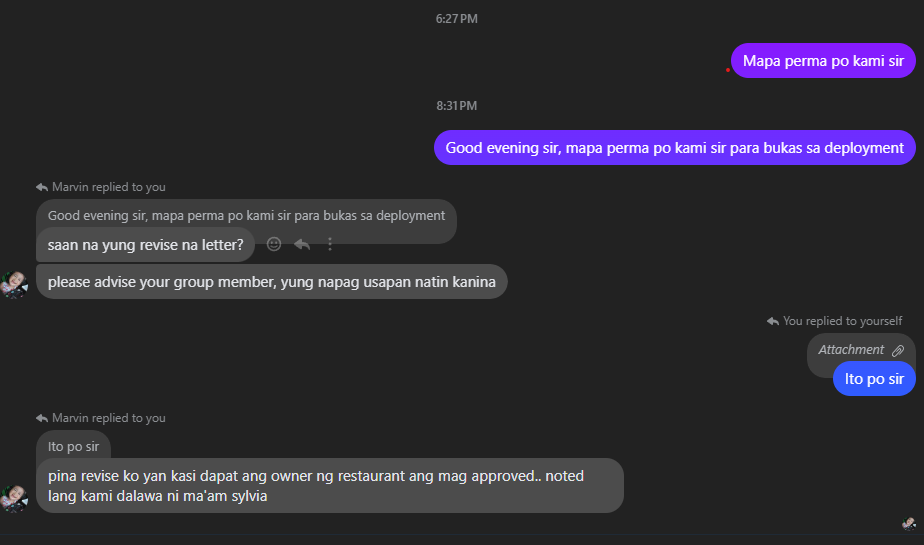 6:27 PM
Mapa perma po kami sir
8:31 PM
Good evening sir, mapa perma po kami sir para bukas sa deployment
Marvin replied to you
Good evening sir, mapa perma po kami sir para bukas sa deployment
saan na yung revise na letter?
please advise your group member, yung napag usapan natin kanina
You replied to yourself
Attachment
Ito po sir
Marvin replied to you
Ito po sir
pina revise ko yan kasi dapat ang owner ng restaurant ang mag approved.. noted
lang kami dalawa ni ma'am sylvia